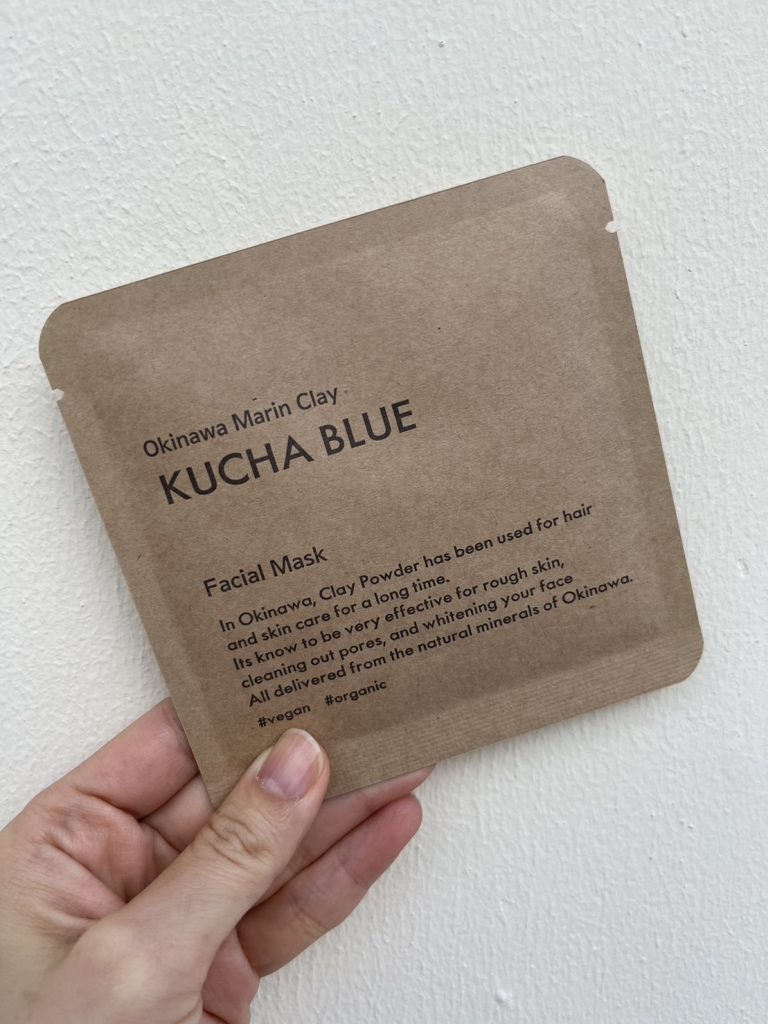 Okinawa Marin Clay
KUCHA BLUE
Facial Mask
In Okinawa, Clay Powder has been used for hair
and skin care for a long time.
Its know to be very effective for rough skin,
cleaning out pores, and whitening your face
All delivered from the natural minerals of Okinawa.
#vegan #organic